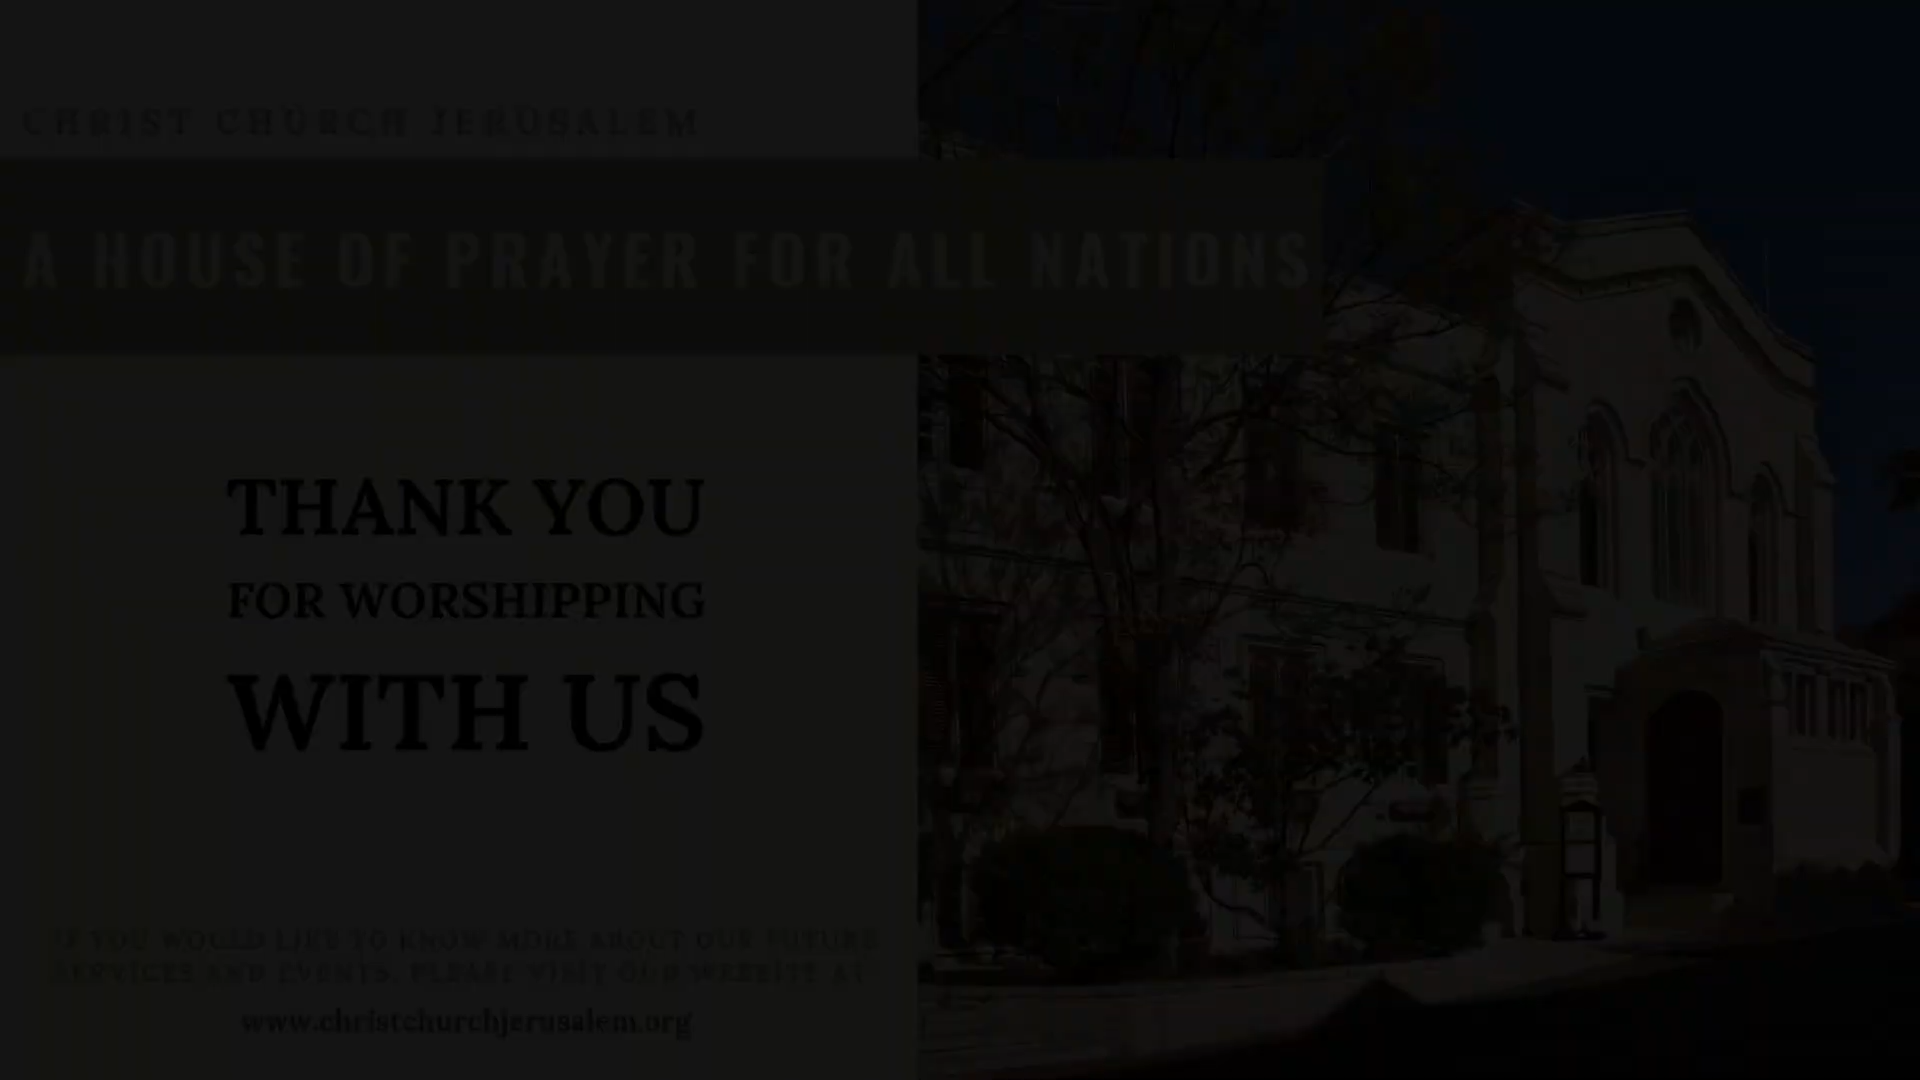 CHRIST CHURCH JERUSALEM
A HOUSE OF PRAYER FOR ALL NATIONS
THANK YOU
FOR WORSHIPPING
WITH US
IF YOU WOULD LIKE TO KNOW MORE ABOUT OUR FUTURE
SERVICES AND EVENTS, PLEASE VISIT OUR WEBSITE AT
www.christchurchjerusalem.org